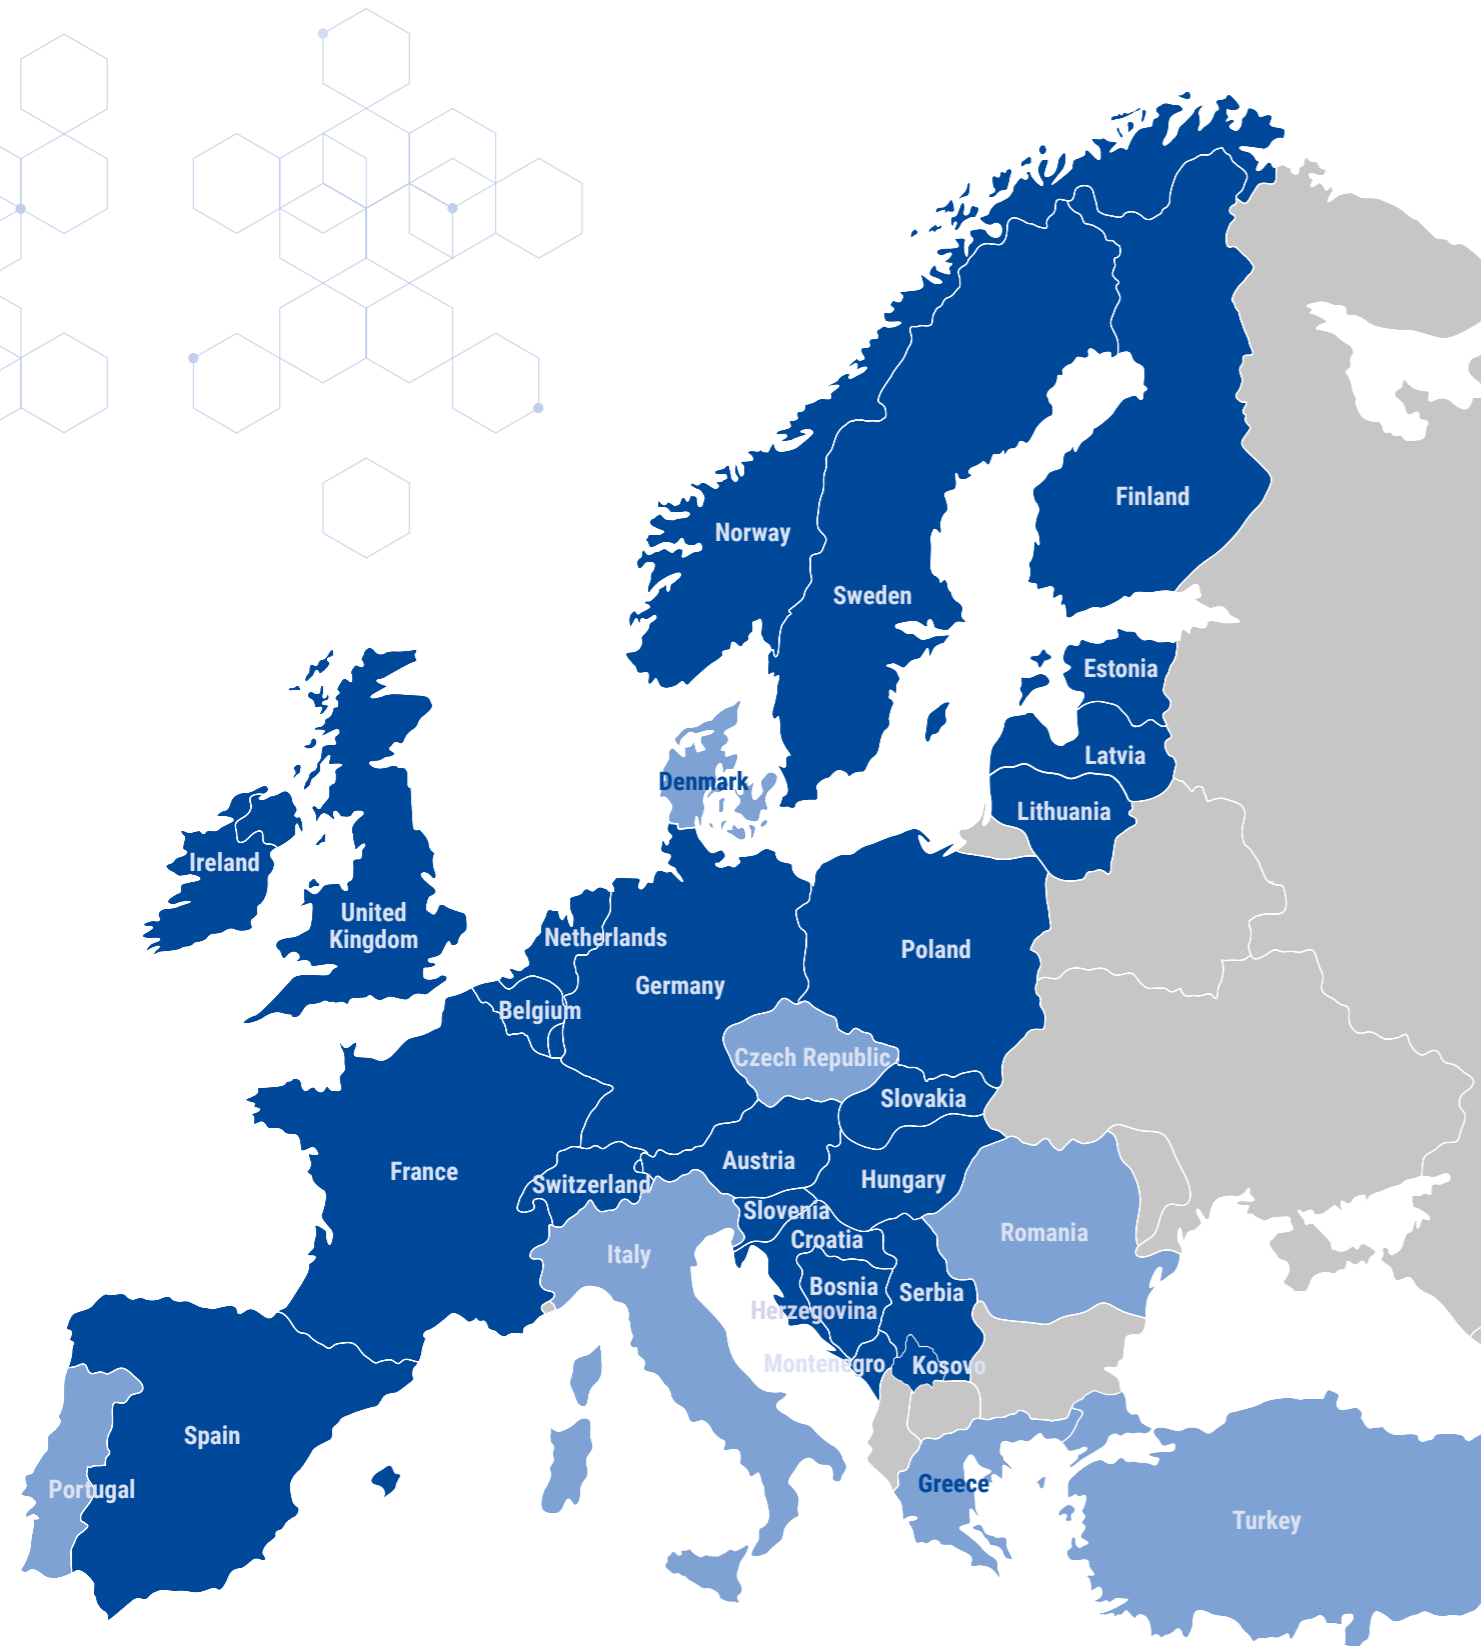 Finland
Norway
Sweden
Estonia
Latvia
Denmark
Lithuania
Ireland
United
Kingdom
Netherlands
Poland
Germany
Belgium
Czech Republic
Slovakia
Austria
France
Hungary
Switzerland
Slovenia
Romania
Croatia
Italy
Bosnia
Herzegovina
Serbia
Montenegro
Kosovo
Spain
Greece
Portugal
Turkey